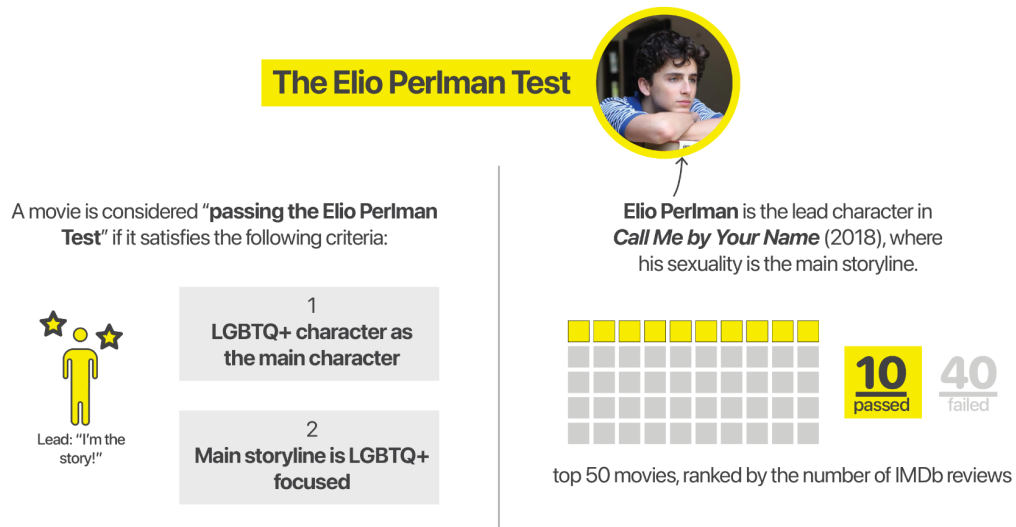 The Elio Perlman Test
A movie is considered “passing the Elio Perlman
Test” if it satisfies the following criteria:
Lead: “I’m the
story!”
1
LGBTQ+ character as
the main character
2
Main storyline is LGBTQ+
focused
Elio Perlman is the lead character in
Call Me by Your Name (2018), where
his sexuality is the main storyline.
10
passed
40
failed
top 50 movies, ranked by the number of IMDb reviews